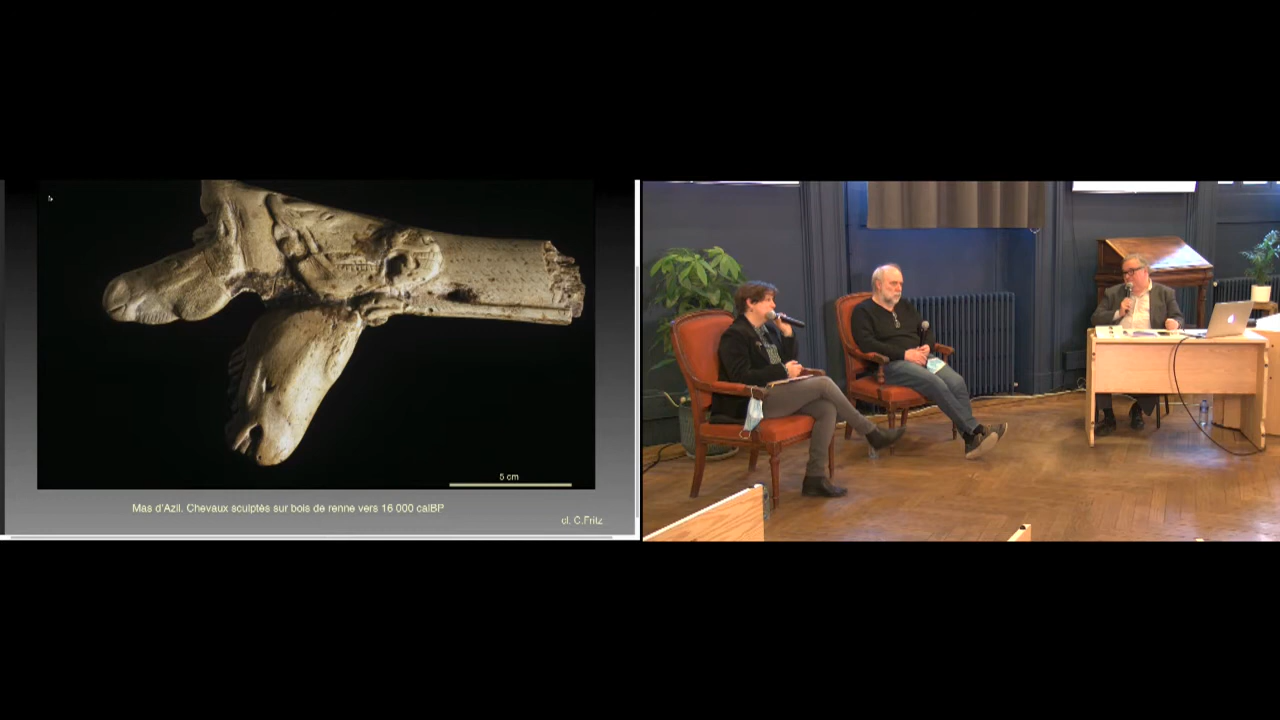 5 cm
Mas d'Azil. Chevaux sculptés sur bois de renne vers 16 000 calBP
cl. C.Fritz